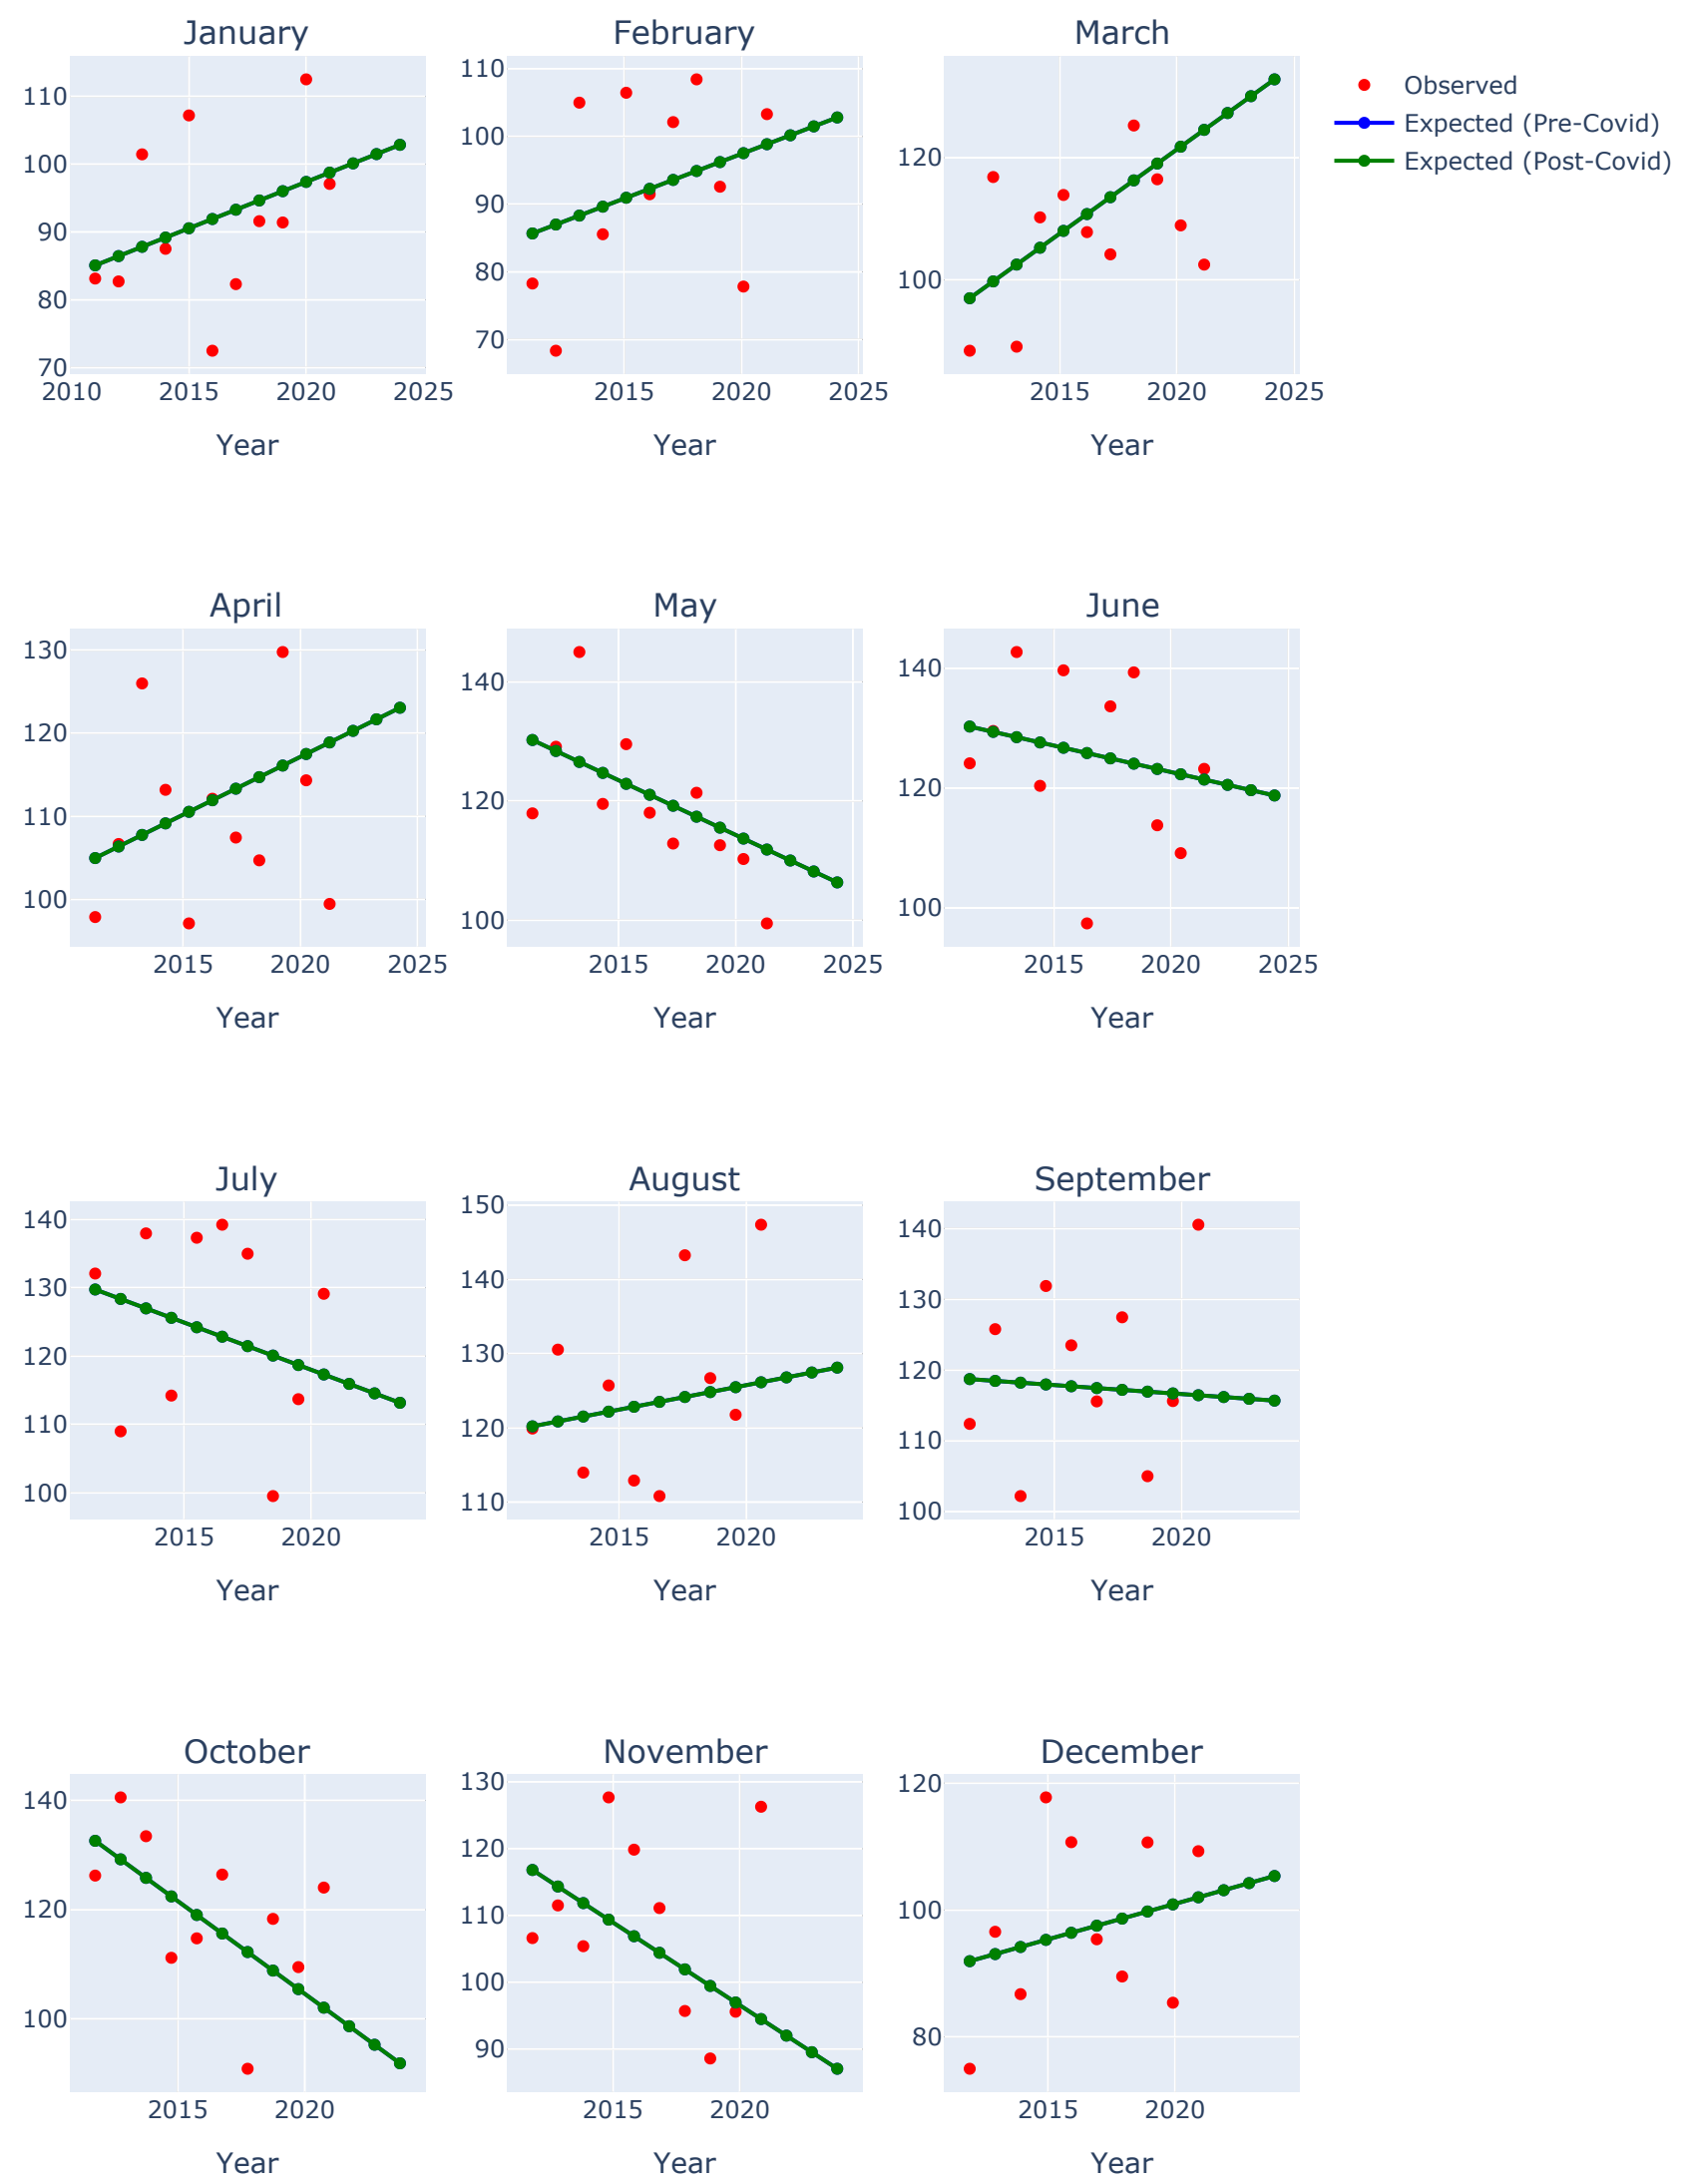 January
February
March
110
100
90
80
70
2010
2015
2020
2025
Year
110
100
90
80
70
2015
2020
2025
Year
120
100
2015
2020
2025
Year
Observed
Expected (Pre-Covid)
Expected (Post-Covid)
April
May
June
130
120
110
100
2015
2020
2025
Year
140
120
100
2015
2020
2025
Year
140
120
100
2015
2020
2025
Year
July
August
September
140
130
120
110
100
2015
2020
Year
150
140
130
120
110
2015
2020
Year
140
130
120
110
100
2015
2020
Year
October
November
December
140
120
100
2015
2020
Year
130
120
110
100
90
2015
2020
Year
120
100
80
2015
2020
Year